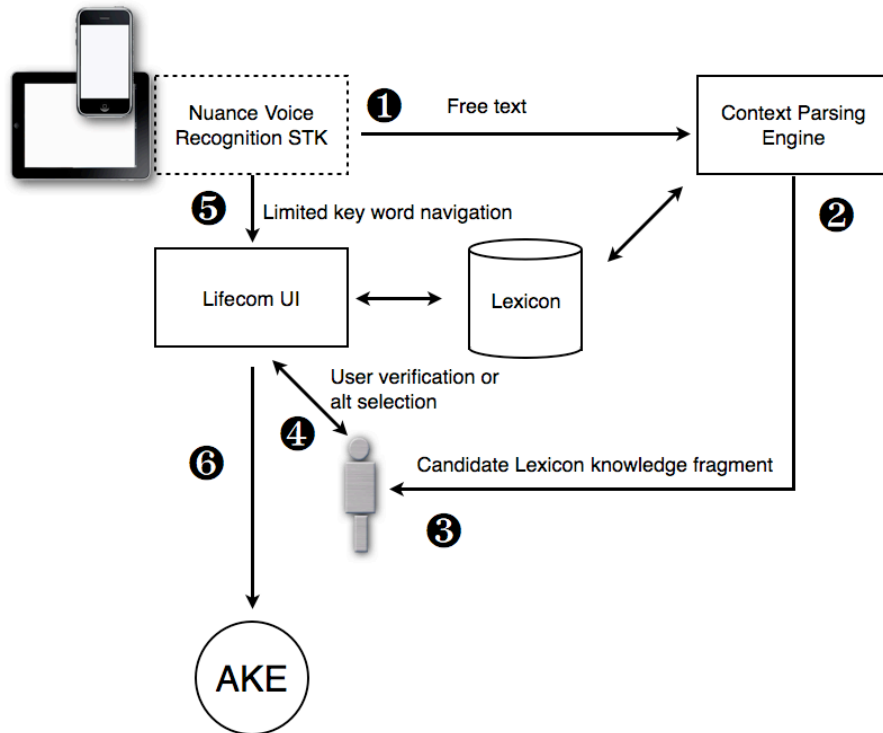 Nuance Voice
Recognition STK
❶
Free text
Context Parsing
Engine
❺
Limited key word navigation
❷
Lifecom UI
Lexicon
User verification or
alt selection
❹
❻
Candidate Lexicon knowledge fragment
❸
AKE